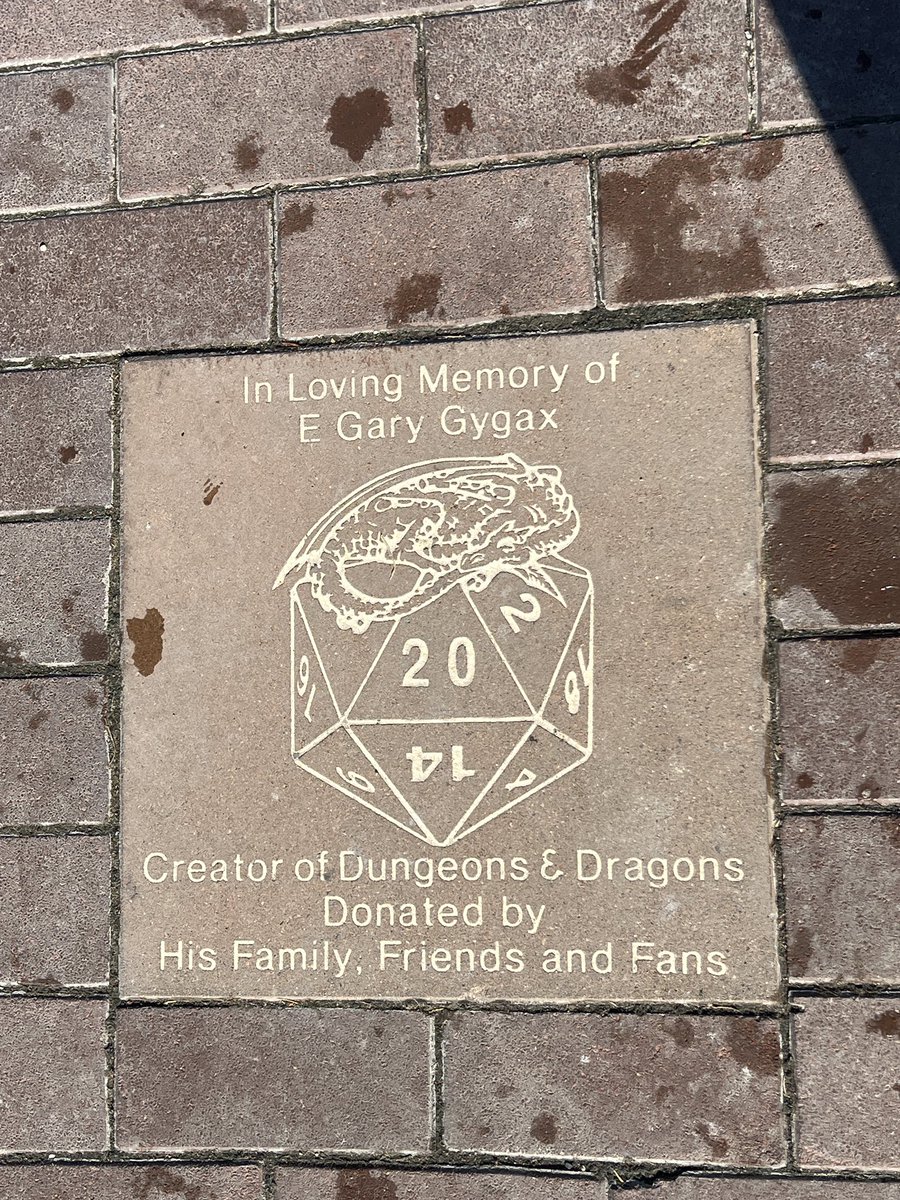 In Loving Memory of
E Gary Gygax
2
20
14
4
Creator of Dungeons & Dragons
Donated by
His Family, Friends and Fans